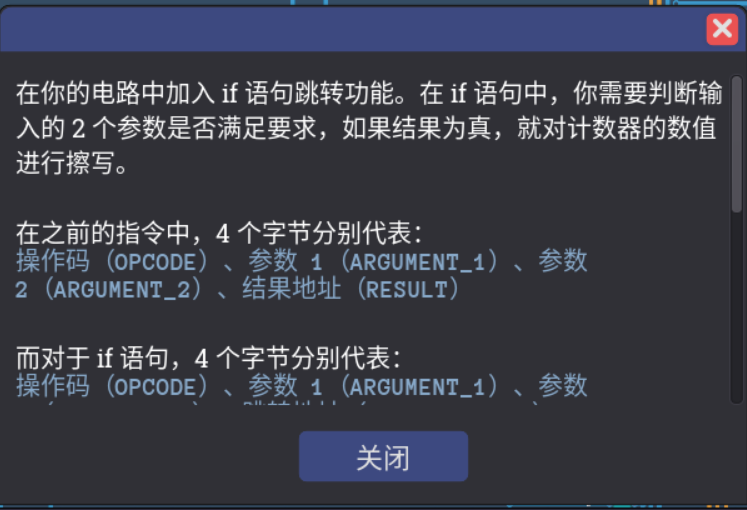 在你的电路中加入 if 语句跳转功能。在 if 语句中，你需要判断输
入的 2 个参数是否满足要求，如果结果为真，就对计数器的数值
进行擦写。
在之前的指令中，4 个字节分别代表：
操作码（OPCODE）、参数 1（ARGUMENT_1）、参数
2（ARGUMENT_2）、结果地址（RESULT）
而对于 if 语句，4 个字节分别代表：
操作码（OPCODE）、参数 1（ARGUMENT_1）、参数
关闭